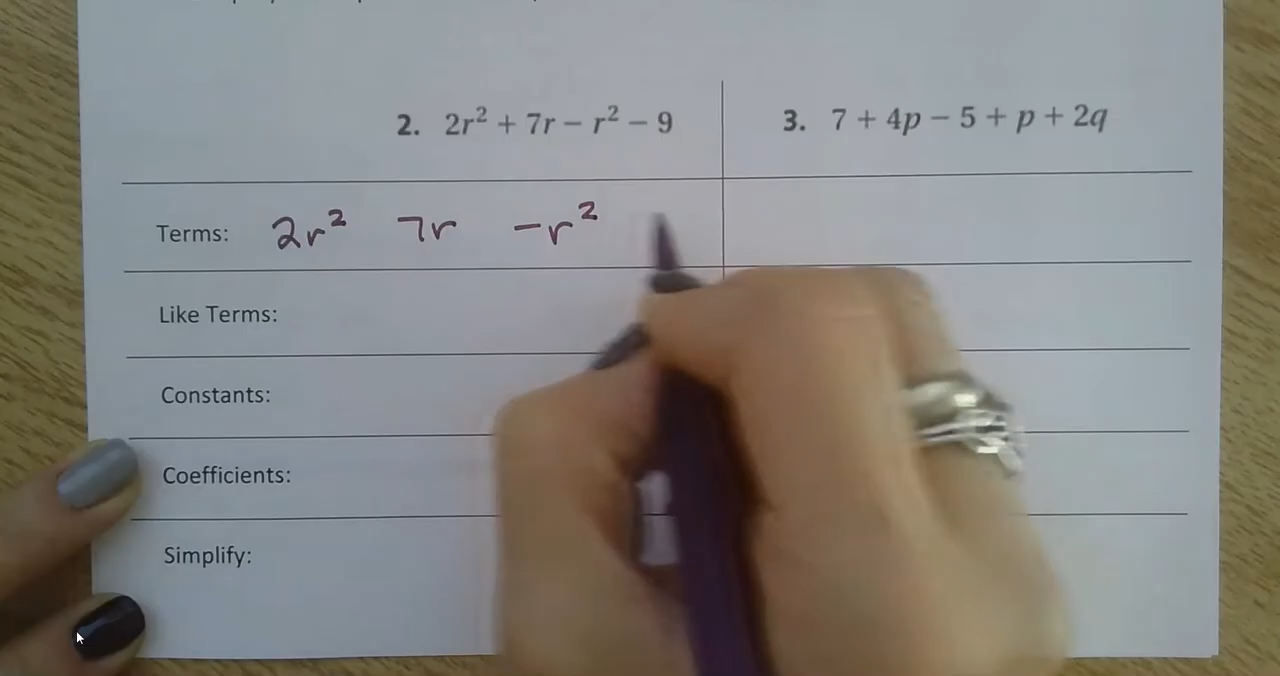 2. 2r² + 7r − r² − 9
3. 7 + 4p − 5 + p + 2q
Terms: 2r² 7r −r²
Like Terms:
Constants:
Coefficients:
Simplify: